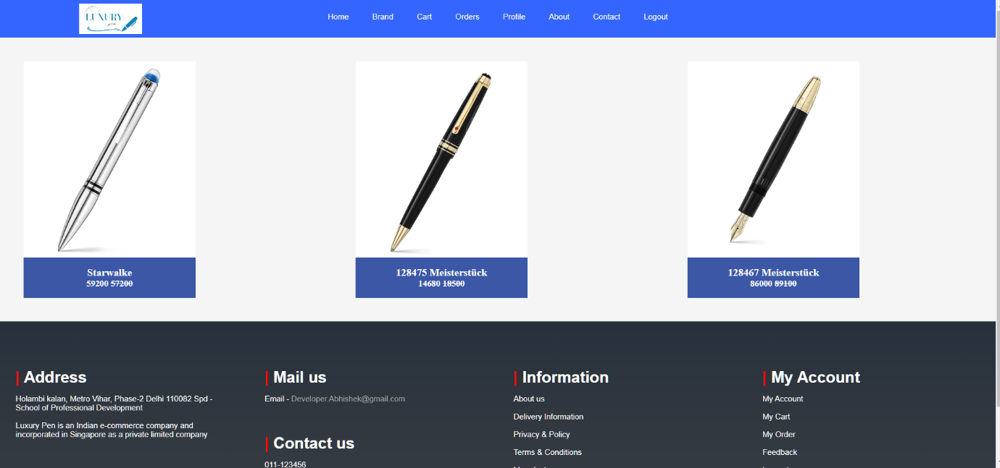 LUXURY
pen
Home Brand Cart Orders Profile About Contact Logout
Starwalke
59200 57200
128475 Meisterstück
14680 18500
128467 Meisterstück
86000 89100
Address
Holambi kalan, Metro Vihar, Phase-2 Delhi 110082 Spd -
School of Professional Development
Luxury Pen is an Indian e-commerce company and
incorporated in Singapore as a private limited company
Mail us
Email - Developer.Abhishek@gmail.com
Contact us
011-123456
Information
About us
Delivery Information
Privacy & Policy
Terms & Conditions
My Account
My Account
My Cart
My Order
Feedback